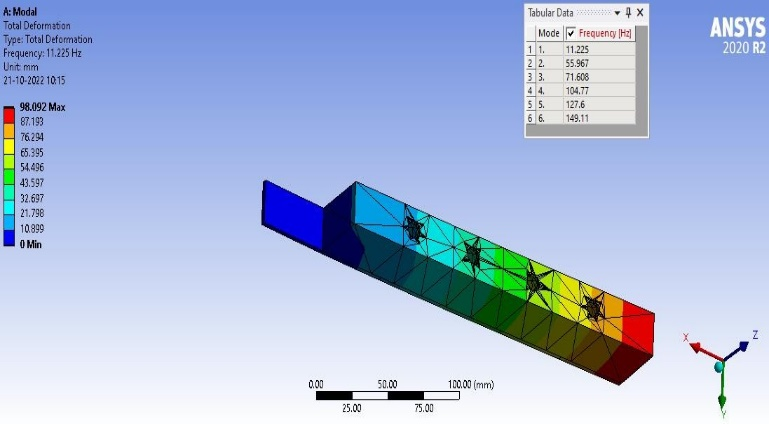 A: Modal
Total Deformation
Type: Total Deformation
Frequency: 11.225 Hz
Unit: mm
21-10-2022 10:15
98.092 Max
87.193
76.294
65.395
54.496
43.597
32.697
21.798
10.899
0 Min
Tabular Data
Mode Frequency [Hz]
1 1. 11.225
2 2. 55.967
3 3. 71.608
4 4. 104.77
5 5. 127.6
6 6. 149.11
ANSYS
2020 R2
0.00 50.00 100.00 (mm)
25.00 75.00
X
Z
Y